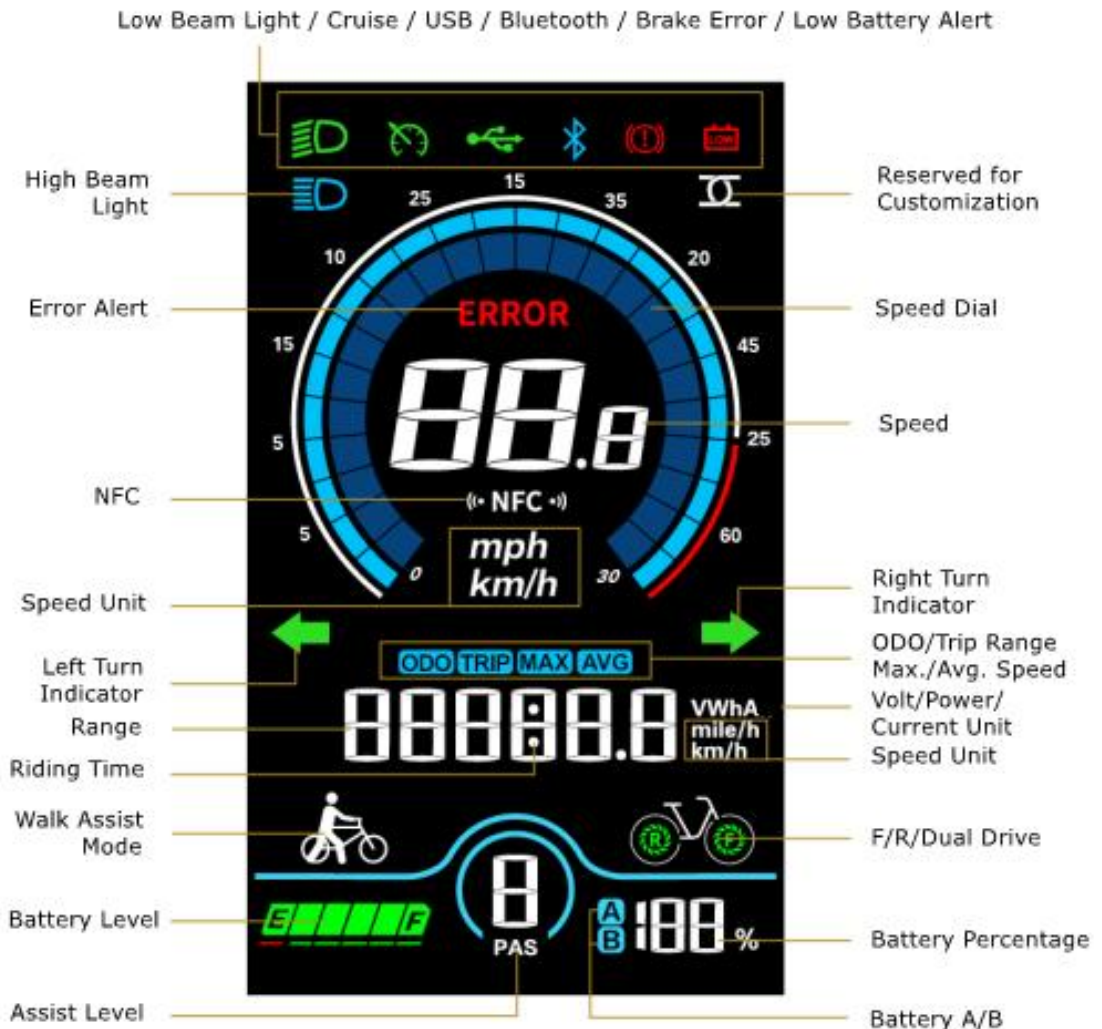 Low Beam Light / Cruise / USB / Bluetooth / Brake Error / Low Battery Alert
LOW
High Beam
Light
Reserved for
Customization
15
25
35
10
20
Error Alert
ERROR
Speed Dial
15
45
88.8
Speed
5
25
NFC
NFC
5
60
mph
km/h
0
30
Speed Unit
Right Turn
Indicator
Left Turn
Indicator
ODO TRIP MAX AVG
ODO/Trip Range
Max./Avg. Speed
Range
8888:8.8
VWhA
mile/h
km/h
Volt/Power/
Current Unit
Speed Unit
Riding Time
Walk Assist
Mode
R
F
F/R/Dual Drive
Battery Level
E
F
8
PAS
A
B
188%
Battery Percentage
Assist Level
Battery A/B